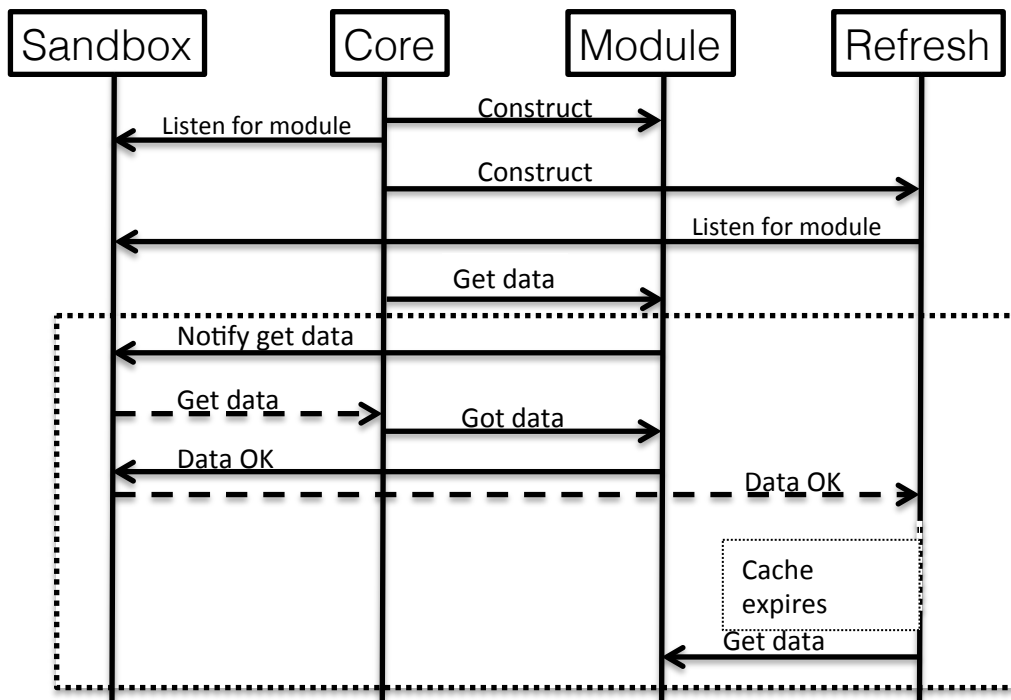 Sandbox
Core
Module
Refresh
Construct
Listen for module
Construct
Listen for module
Get data
Notify get data
Get data
Got data
Data OK
Data OK
Cache
expires
Get data